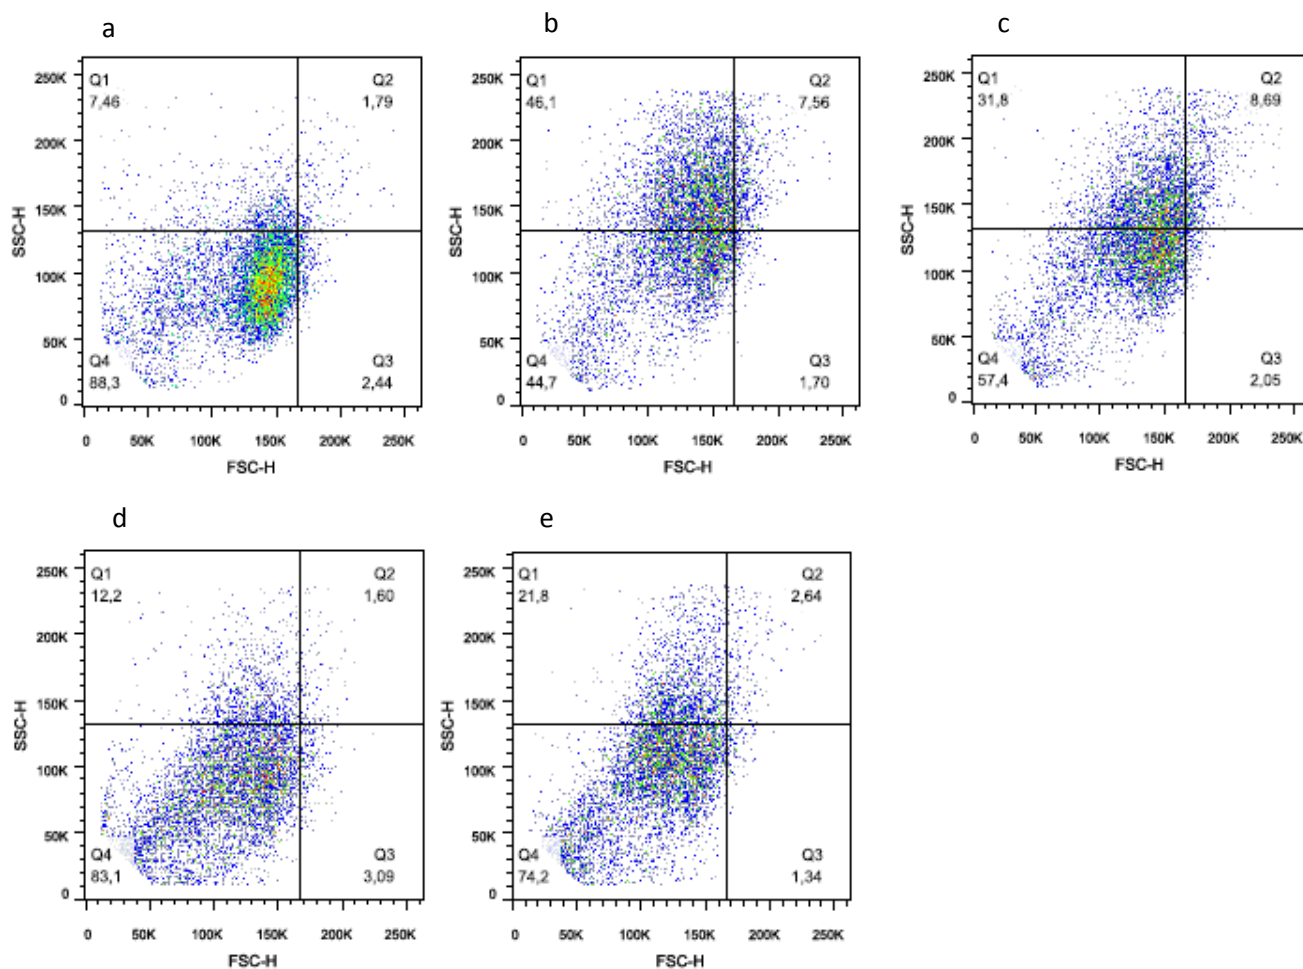 a
250K
200K
150K
100K
50K
0
SSC-H
Q1
7,46
Q2
1,79
Q4
88,3
Q3
2,44
0 50K 100K 150K 200K 250K
FSC-H
b
250K
200K
150K
100K
50K
0
SSC-H
Q1
46,1
Q2
7,56
Q4
44,7
Q3
1,70
0 50K 100K 150K 200K 250K
FSC-H
c
250K
200K
150K
100K
50K
0
SSC-H
Q1
31,8
Q2
8,69
Q4
57,4
Q3
2,05
0 50K 100K 150K 200K 250K
FSC-H
d
250K
200K
150K
100K
50K
0
SSC-H
Q1
12,2
Q2
1,60
Q4
83,1
Q3
3,09
0 50K 100K 150K 200K 250K
FSC-H
e
250K
200K
150K
100K
50K
0
SSC-H
Q1
21,8
Q2
2,64
Q4
74,2
Q3
1,34
0 50K 100K 150K 200K 250K
FSC-H